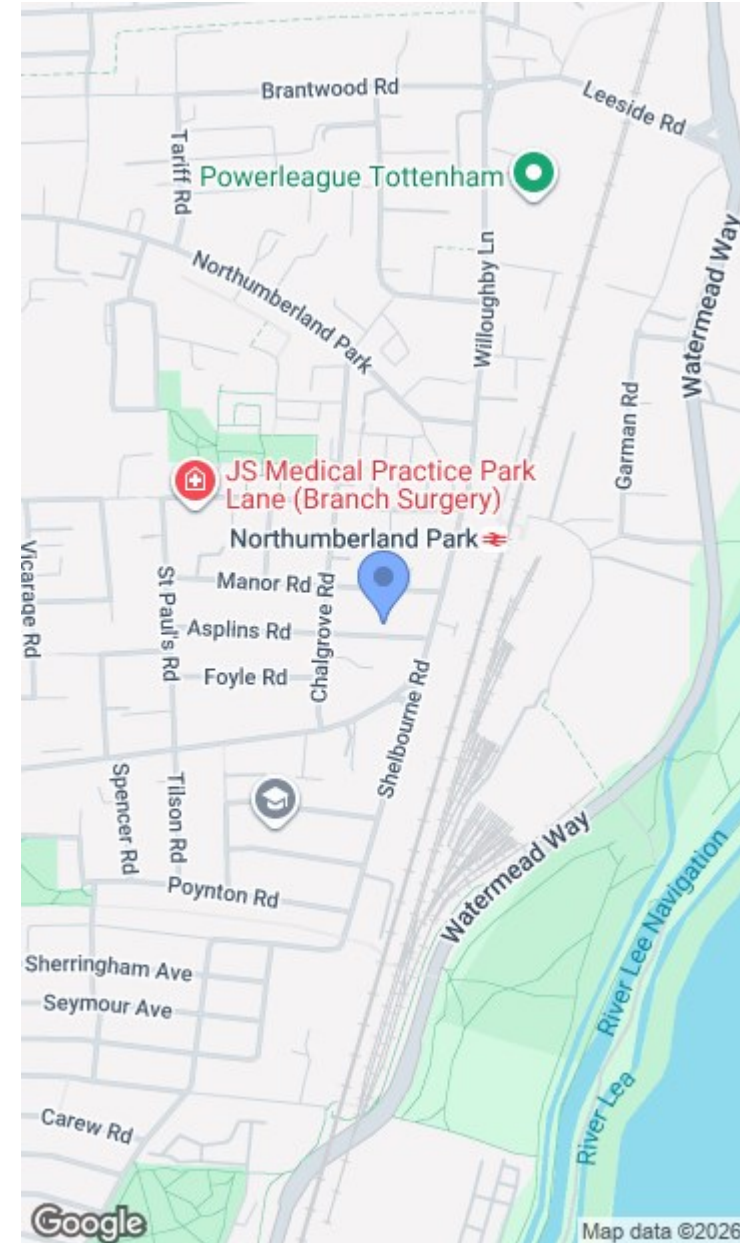 Brantwood Rd
Leeside Rd
Tariff Rd
Powerleague Tottenham
Watermead Way
Northumberland Park
Willoughby Ln
Garman Rd
JS Medical Practice Park
Lane (Branch Surgery)
Northumberland Park
Vicarage Rd
St Paul's Rd
Manor Rd
Chalgrove Rd
Asplins Rd
Foyle Rd
Shelbourne Rd
Spencer Rd
Tilson Rd
Watermead Way
Poynton Rd
River Lee Navigation
Sherringham Ave
Seymour Ave
River Lea
Carew Rd
Google
Map data ©2026